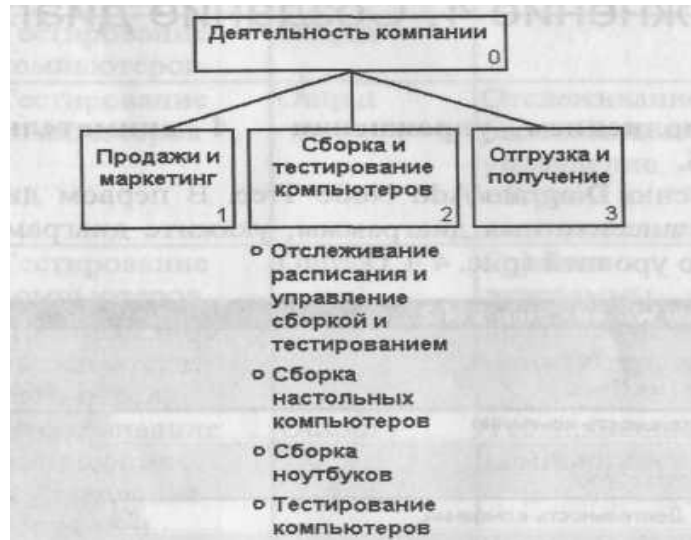 Деятельность компании
0
Продажи и
маркетинг
1
Сборка и
тестирование
компьютеров
2
Отгрузка и
получение
3
Отслеживание
расписания и
управление
сборкой и
тестированием
Сборка
настольных
компьютеров
Сборка
ноутбуков
Тестирование
компьютеров